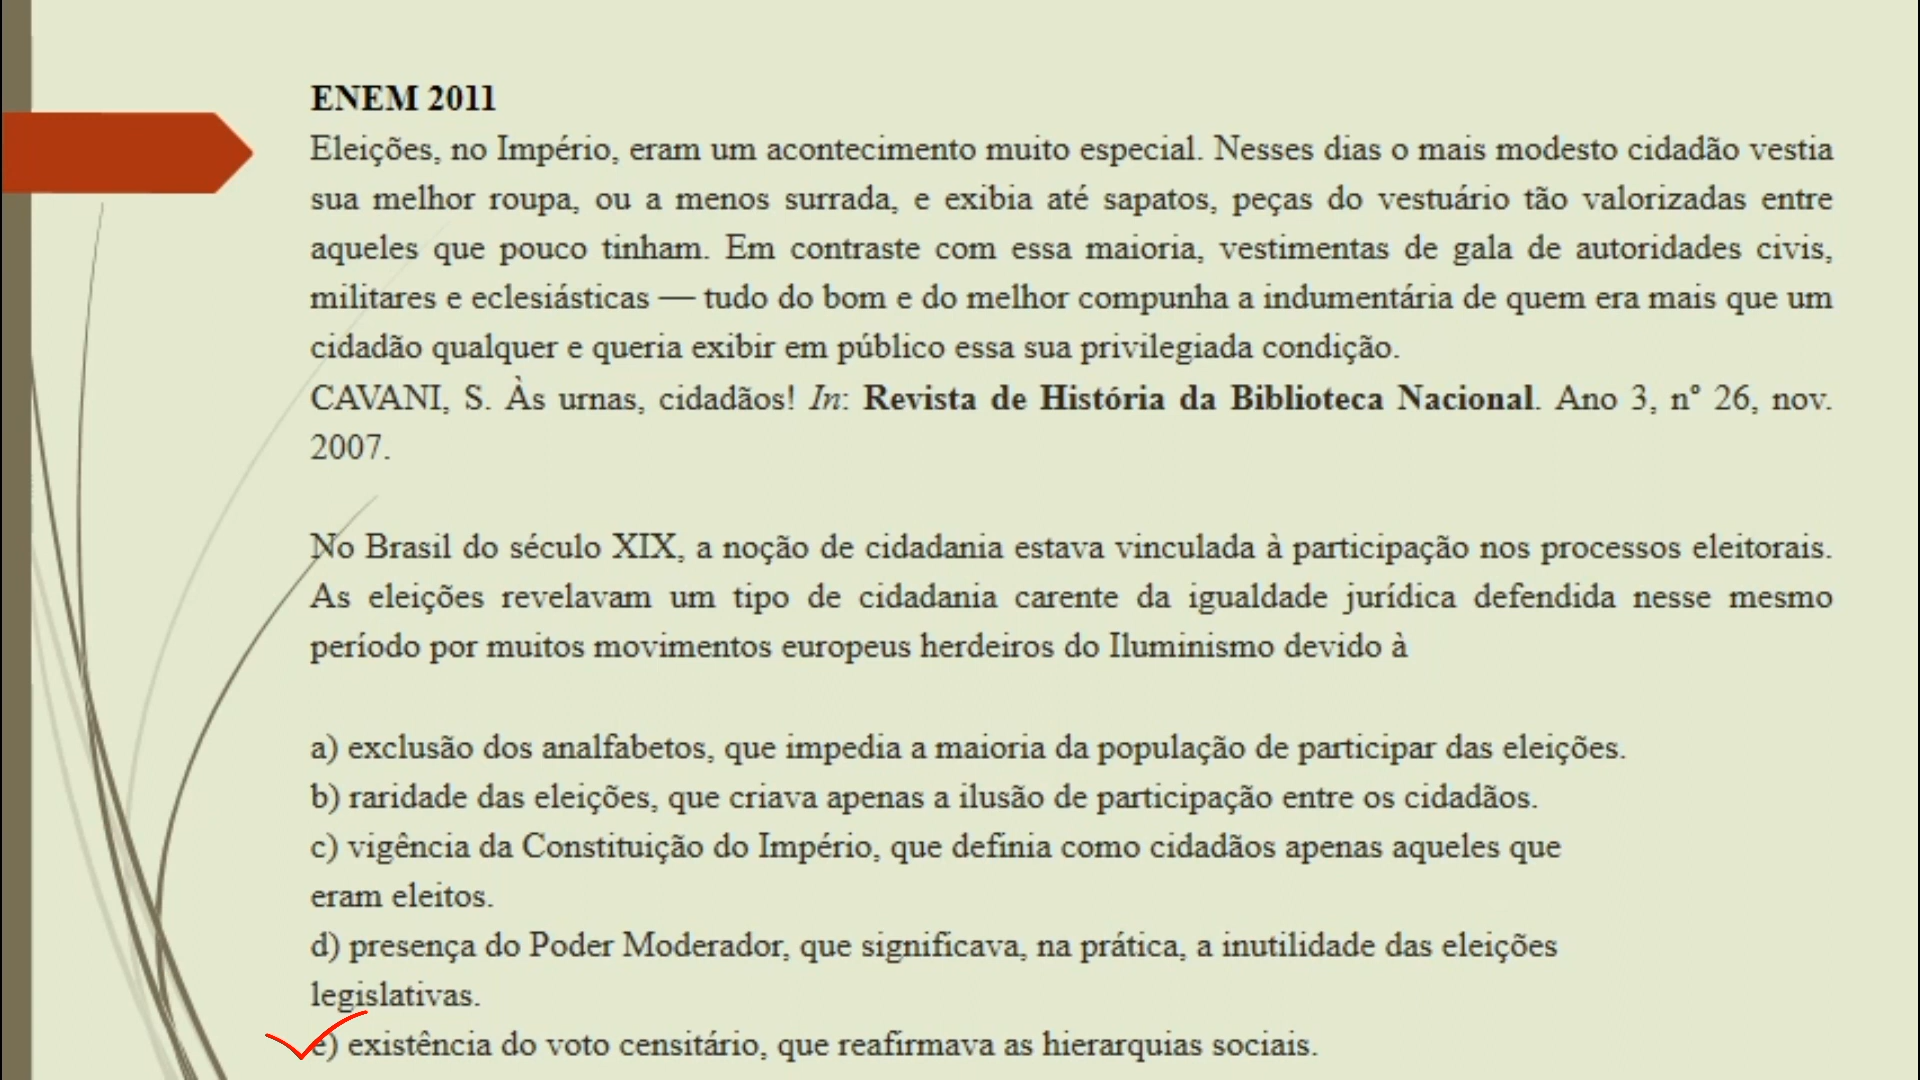 ENEM 2011
Eleições, no Império, eram um acontecimento muito especial. Nesses dias o mais modesto cidadão vestia
sua melhor roupa, ou a menos surrada, e exibia até sapatos, peças do vestuário tão valorizadas entre
aqueles que pouco tinham. Em contraste com essa maioria, vestimentas de gala de autoridades civis,
militares e eclesiásticas — tudo do bom e do melhor compunha a indumentária de quem era mais que um
cidadão qualquer e queria exibir em público essa sua privilegiada condição.
CAVANI, S. Às urnas, cidadãos! In: Revista de História da Biblioteca Nacional. Ano 3, nº 26, nov.
2007.
No Brasil do século XIX, a noção de cidadania estava vinculada à participação nos processos eleitorais.
As eleições revelavam um tipo de cidadania carente da igualdade jurídica defendida nesse mesmo
período por muitos movimentos europeus herdeiros do Iluminismo devido à
a) exclusão dos analfabetos, que impedia a maioria da população de participar das eleições.
b) raridade das eleições, que criava apenas a ilusão de participação entre os cidadãos.
c) vigência da Constituição do Império, que definia como cidadãos apenas aqueles que
eram eleitos.
d) presença do Poder Moderador, que significava, na prática, a inutilidade das eleições
legislativas.
e) existência do voto censitário, que reafirmava as hierarquias sociais.